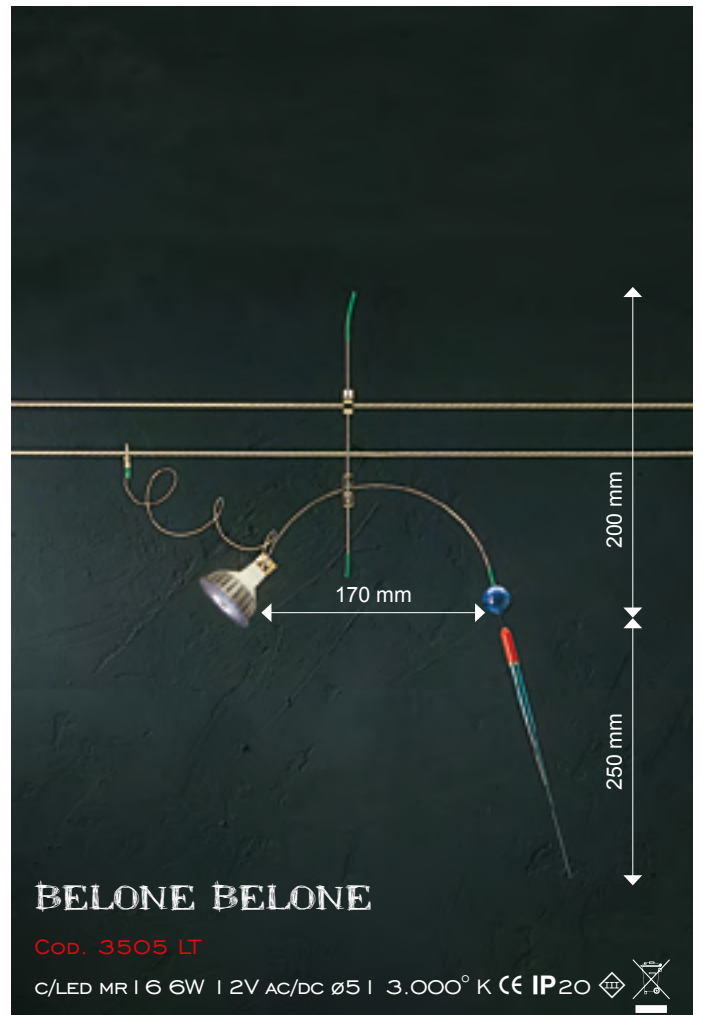 200 mm
170 mm
250 mm
BELONE BELONE
COD. 3505 LT
C/LED MR16 6W 12V AC/DC Ø51 3.000° K CE IP20 III